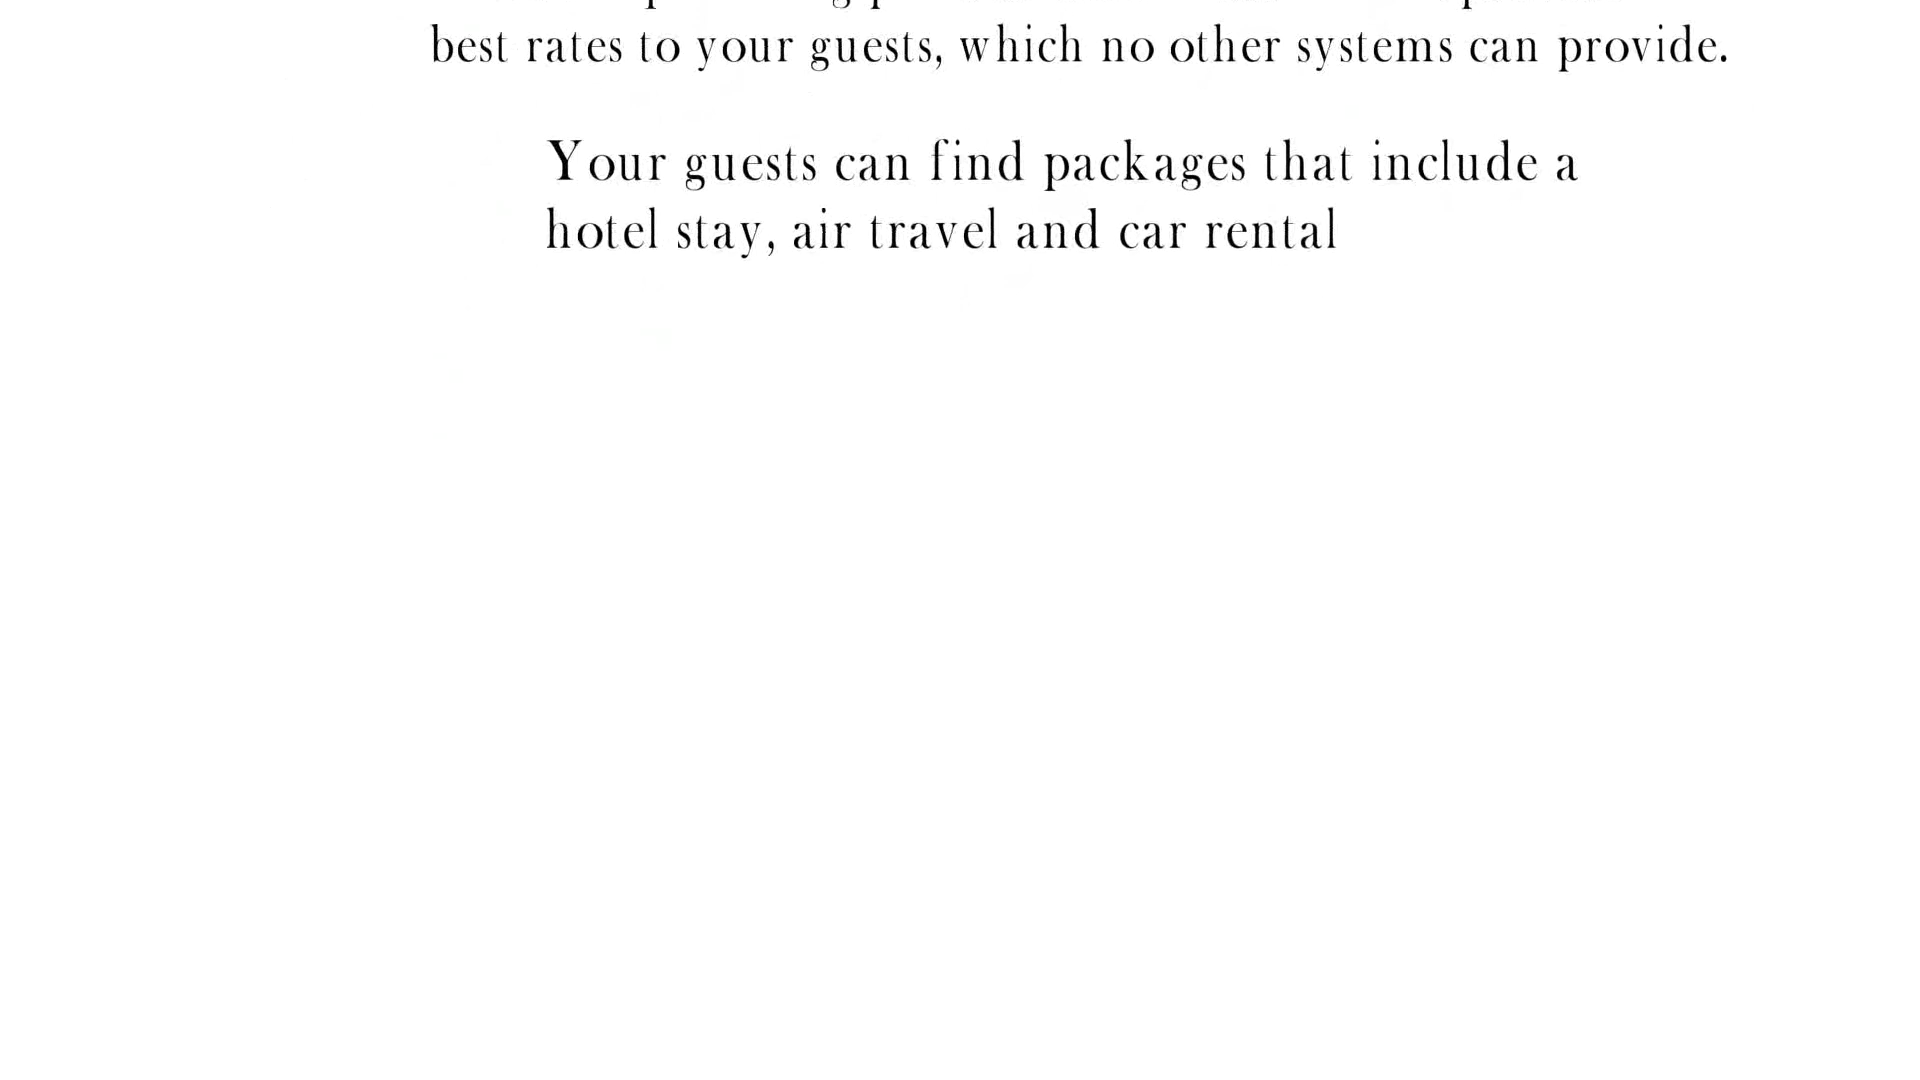 best rates to your guests, which no other systems can provide.
Your guests can find packages that include a
hotel stay, air travel and car rental